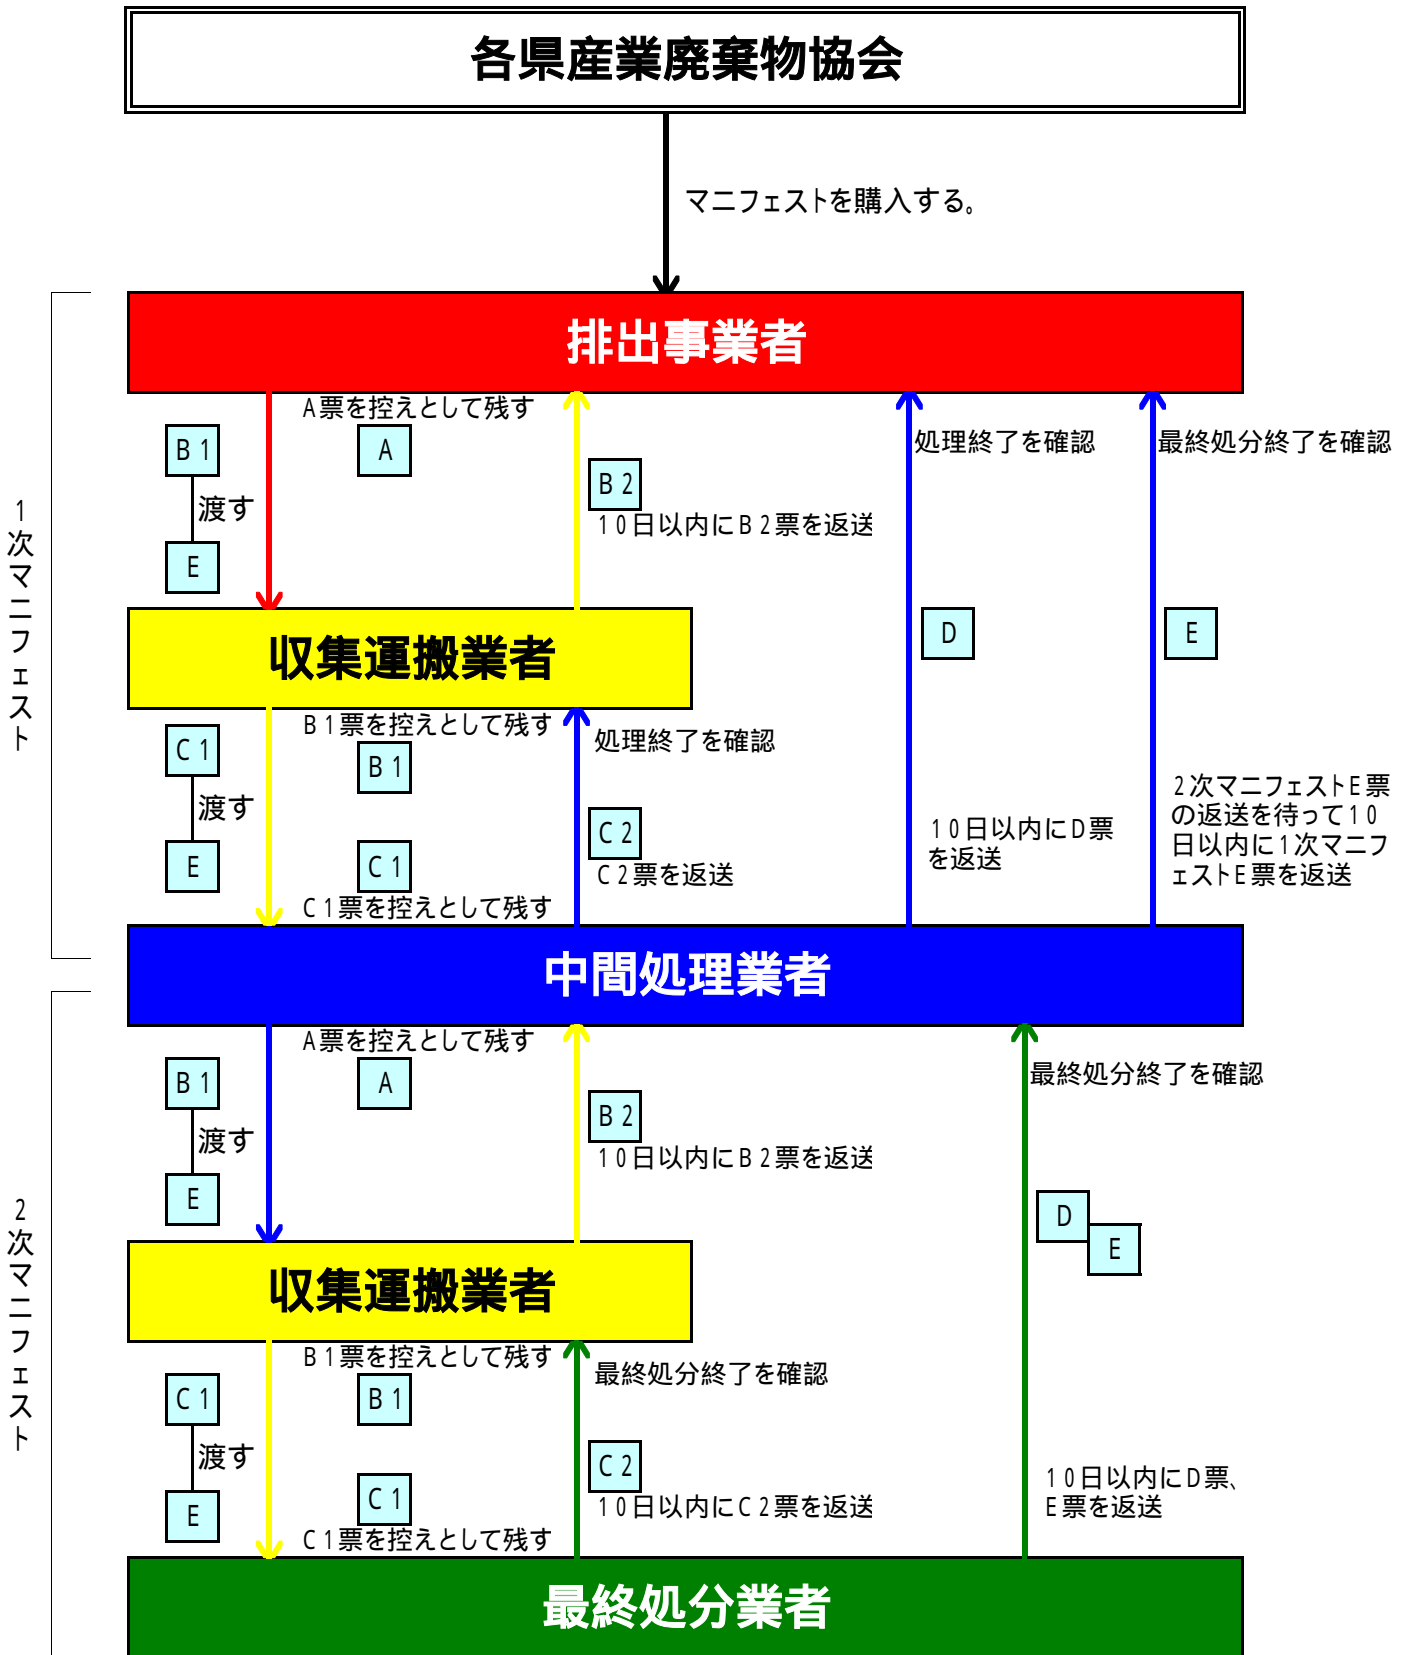 各県産業廃棄物協会
マニフェストを購入する。
1次マニフェスト
排出事業者
A票を控えとして残す
B1
渡す
E
A
B2
10日以内にB2票を返送
処理終了を確認
D
10日以内にD票
を返送
最終処分終了を確認
E
2次マニフェストE票
の返送を待って10
日以内に1次マニフ
ェストE票を返送
収集運搬業者
B1票を控えとして残す
C1
渡す
E
B1
C1
C1票を控えとして残す
処理終了を確認
C2
C2票を返送
中間処理業者
2次マニフェスト
A票を控えとして残す
B1
渡す
E
A
B2
10日以内にB2票を返送
最終処分終了を確認
D
E
10日以内にD票、
E票を返送
収集運搬業者
B1票を控えとして残す
C1
渡す
E
B1
C1
C1票を控えとして残す
最終処分終了を確認
C2
10日以内にC2票を返送
最終処分業者